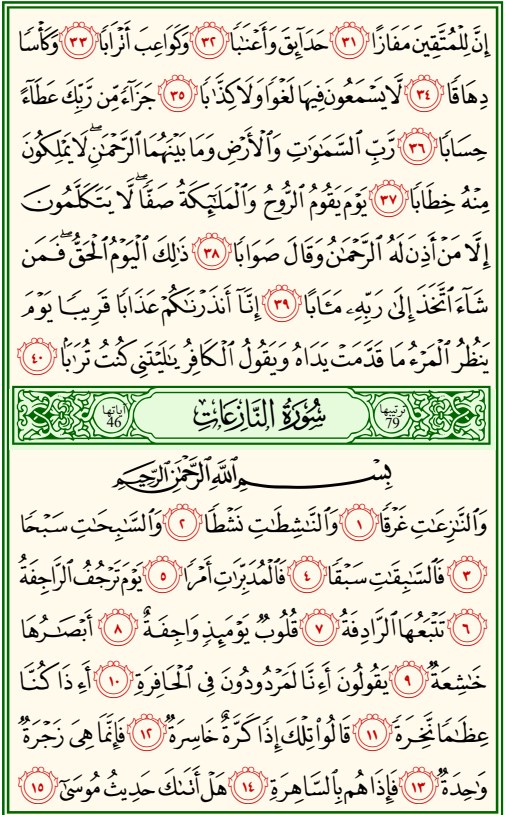 إِنَّ لِلْمُتَّقِينَ مَفَازًا ٣١ حَدَآئِقَ وَأَعْنَٰبًا ٣٢ وَكَوَاعِبَ أَتْرَابًا ٣٣ وَكَأْسًا
دِهَاقًا ٣٤ لَّا يَسْمَعُونَ فِيهَا لَغْوًا وَلَا كِذَّٰبًا ٣٥ جَزَآءً مِّن رَّبِّكَ عَطَآءً
حِسَابًا ٣٦ رَّبِّ ٱلسَّمَٰوَٰتِ وَٱلْأَرْضِ وَمَا بَيْنَهُمَا ٱلرَّحْمَٰنِ ۖ لَا يَمْلِكُونَ
مِنْهُ خِطَابًا ٣٧ يَوْمَ يَقُومُ ٱلرُّوحُ وَٱلْمَلَٰٓئِكَةُ صَفًّا ۖ لَّا يَتَكَلَّمُونَ
إِلَّا مَنْ أَذِنَ لَهُ ٱلرَّحْمَٰنُ وَقَالَ صَوَابًا ٣٨ ذَٰلِكَ ٱلْيَوْمُ ٱلْحَقُّ ۖ فَمَن
شَآءَ ٱتَّخَذَ إِلَىٰ رَبِّهِۦ مَـَٔابًا ٣٩ إِنَّآ أَنذَرْنَٰكُمْ عَذَابًا قَرِيبًا يَوْمَ
يَنظُرُ ٱلْمَرْءُ مَا قَدَّمَتْ يَدَاهُ وَيَقُولُ ٱلْكَافِرُ يَٰلَيْتَنِى كُنتُ تُرَٰبًۢا ٤٠
ترتيبها 79 سُورَةُ النَّازِعَاتِ آياتها 46
بِسْمِ ٱللَّهِ ٱلرَّحْمَٰنِ ٱلرَّحِيمِ
وَٱلنَّٰزِعَٰتِ غَرْقًا ١ وَٱلنَّٰشِطَٰتِ نَشْطًا ٢ وَٱلسَّٰبِحَٰتِ سَبْحًا
٣ فَٱلسَّٰبِقَٰتِ سَبْقًا ٤ فَٱلْمُدَبِّرَٰتِ أَمْرًا ٥ يَوْمَ تَرْجُفُ ٱلرَّاجِفَةُ
٦ تَتْبَعُهَا ٱلرَّادِفَةُ ٧ قُلُوبٌ يَوْمَئِذٍ وَاجِفَةٌ ٨ أَبْصَٰرُهَا
خَٰشِعَةٌ ٩ يَقُولُونَ أَءِنَّا لَمَرْدُودُونَ فِى ٱلْحَافِرَةِ ١٠ أَءِذَا كُنَّا
عِظَٰمًا نَّخِرَةً ١١ قَالُوا۟ تِلْكَ إِذًا كَرَّةٌ خَاسِرَةٌ ١٢ فَإِنَّمَا هِىَ زَجْرَةٌ
وَٰحِدَةٌ ١٣ فَإِذَا هُم بِٱلسَّاهِرَةِ ١٤ هَلْ أَتَىٰكَ حَدِيثُ مُوسَىٰٓ ١٥